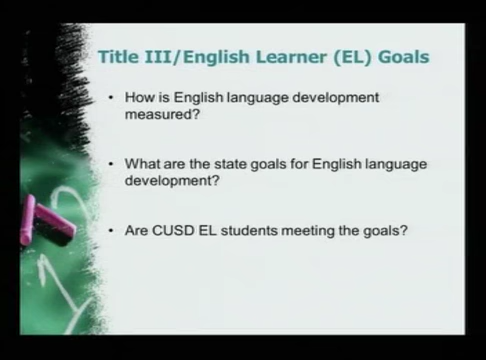 Title III/English Learner (EL) Goals
• How is English language development
measured?
• What are the state goals for English language
development?
• Are CUSD EL students meeting the goals?